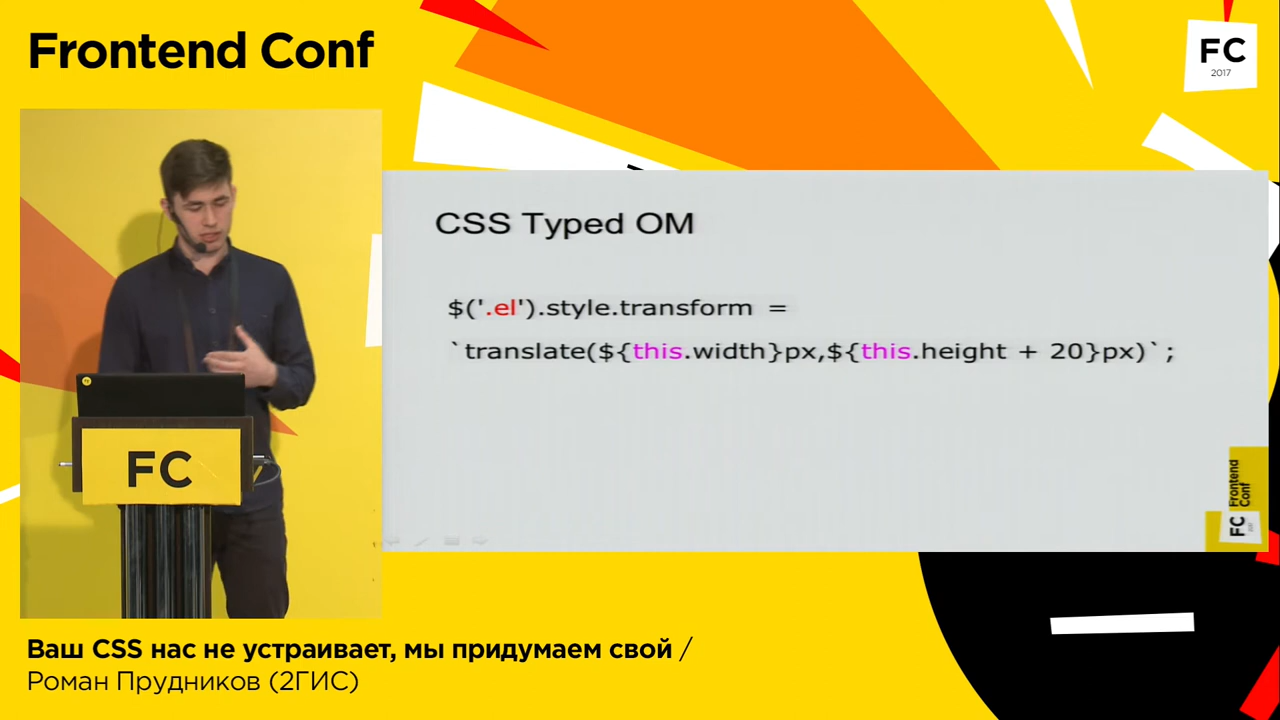 Frontend Conf
FC
2017
CSS Typed OM
$('.el').style.transform =
`translate(${this.width}px,${this.height + 20}px)`;
FC
Frontend
Conf
FC
Ваш CSS нас не устраивает, мы придумаем свой /
Роман Прудников (2ГИС)